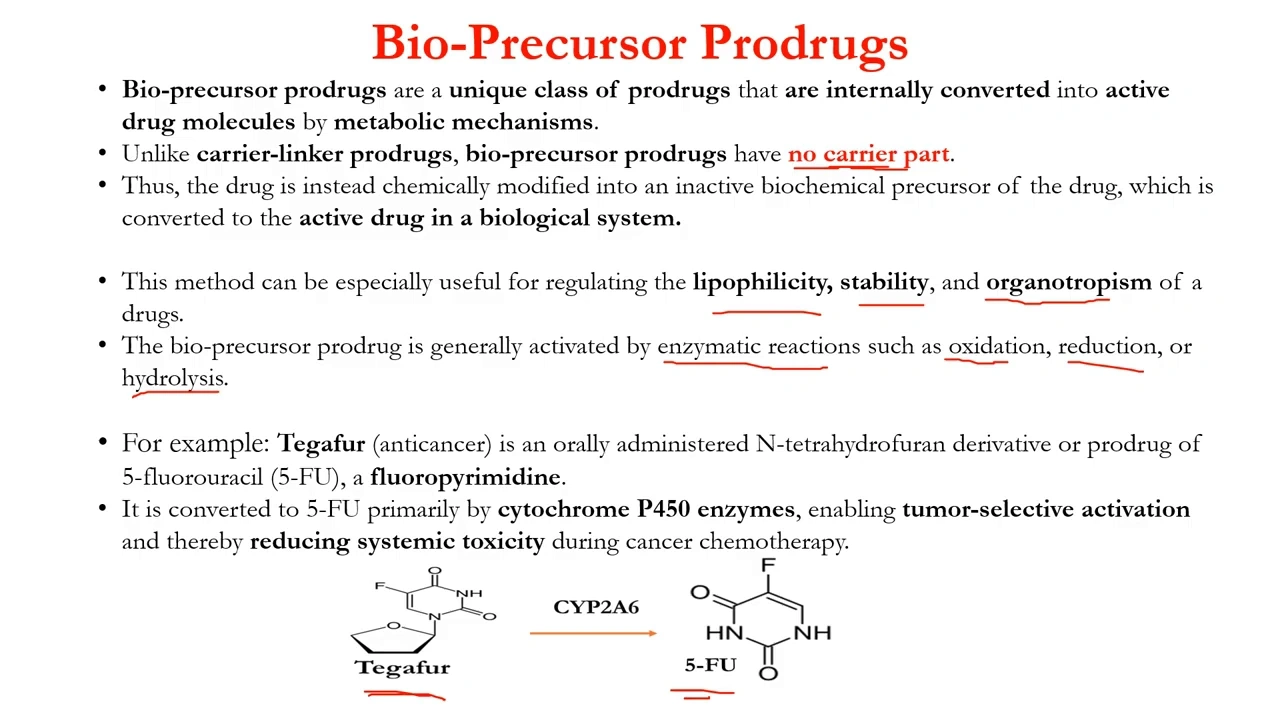 Bio-Precursor Prodrugs
• Bio-precursor prodrugs are a unique class of prodrugs that are internally converted into active
drug molecules by metabolic mechanisms.
• Unlike carrier-linker prodrugs, bio-precursor prodrugs have no carrier part.
• Thus, the drug is instead chemically modified into an inactive biochemical precursor of the drug, which is
converted to the active drug in a biological system.
• This method can be especially useful for regulating the lipophilicity, stability, and organotropism of a
drugs.
• The bio-precursor prodrug is generally activated by enzymatic reactions such as oxidation, reduction, or
hydrolysis.
• For example: Tegafur (anticancer) is an orally administered N-tetrahydrofuran derivative or prodrug of
5-fluorouracil (5-FU), a fluoropyrimidine.
• It is converted to 5-FU primarily by cytochrome P450 enzymes, enabling tumor-selective activation
and thereby reducing systemic toxicity during cancer chemotherapy.
O
F
NH
N
O
O
Tegafur
CYP2A6
F
O
HN
NH
O
5-FU